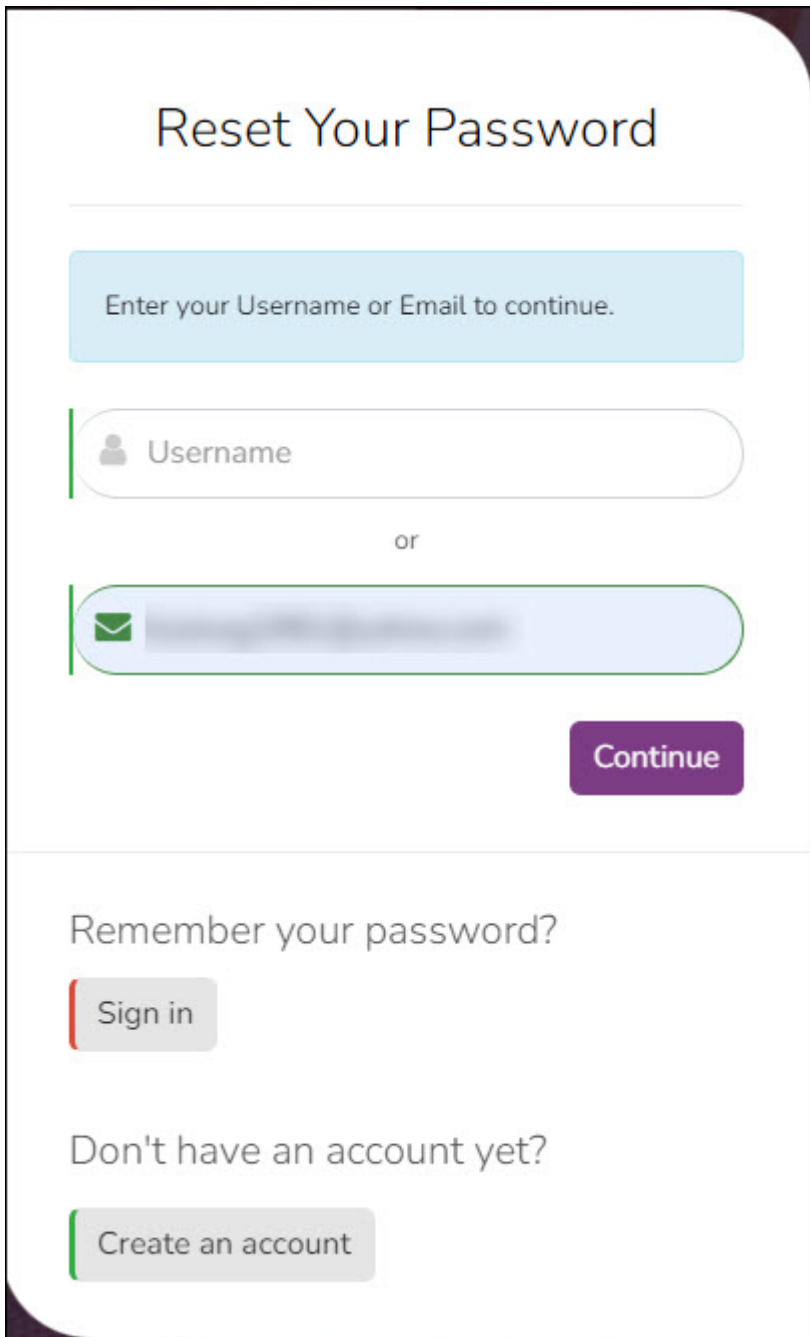 Reset Your Password
Enter your Username or Email to continue.
Username
or
Continue
Remember your password?
Sign in
Don't have an account yet?
Create an account